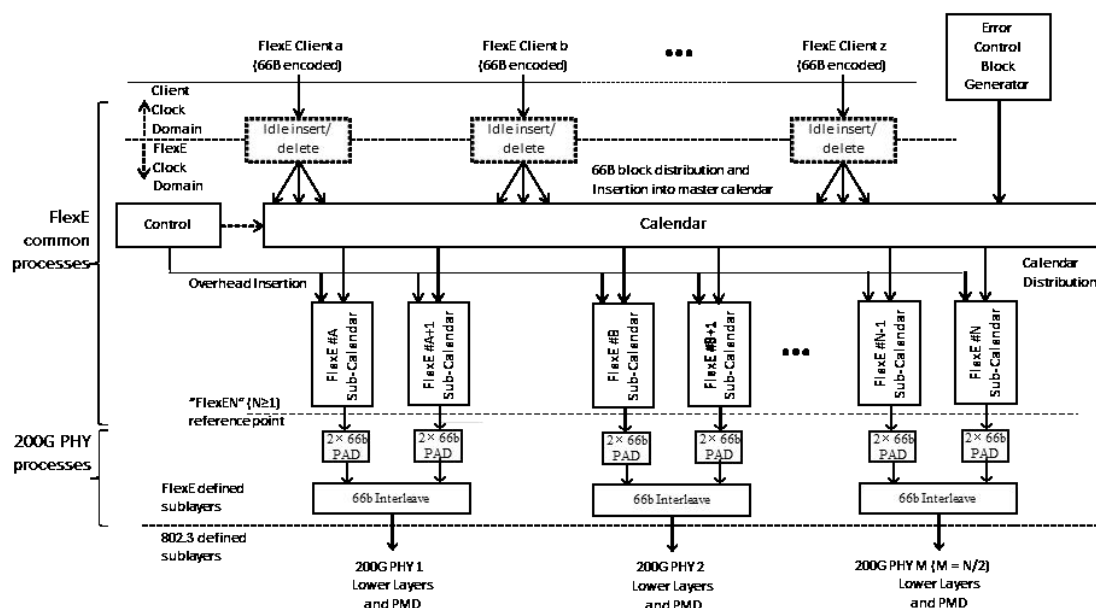 FlexE Client a
(66B encoded)
FlexE Client b
(66B encoded)
•••
FlexE Client z
(66B encoded)
Error
Control
Block
Generator
Client
Clock
Domain
FlexE
Clock
Domain
Idle insert/
delete
Idle insert/
delete
Idle insert/
delete
66B block distribution and
Insertion into master calendar
FlexE
common
processes
Control
Calendar
Overhead Insertion
Calendar
Distribution
FlexE #A
Sub-Calendar
FlexE #A+1
Sub-Calendar
FlexE #B
Sub-Calendar
FlexE #B+1
Sub-Calendar
•••
FlexE #N-1
Sub-Calendar
FlexE #N
Sub-Calendar
"FlexEN" (N≥1)
reference point
200G PHY
processes
2× 66b
PAD
2× 66b
PAD
2× 66b
PAD
2× 66b
PAD
2× 66b
PAD
2× 66b
PAD
FlexE defined
sublayers
66b Interleave
66b Interleave
66b Interleave
802.3 defined
sublayers
200G PHY 1
Lower Layers
and PMD
200G PHY 2
Lower Layers
and PMD
200G PHY M (M = N/2)
Lower Layers
and PMD